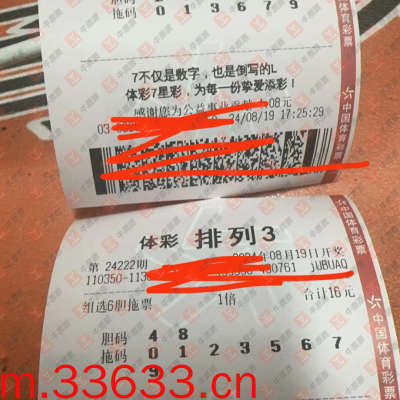 胆码
拖码 0 1 3 6 7 9
7不仅是数字,也是倒写的L
体彩7星彩,为每一份挚爱添彩!
感谢您为公益事业 08元
03 24/08/19 17:25:29
中国体育彩票
体彩 排列3
第 24222期 年08月19日开奖
110350-113 0761 jUBUAQ
组选6胆拖票 1倍 合计16元
胆码 4 8
拖码 0 1 2 3 5 6 7
9
中国体育彩票
m.33633.cn